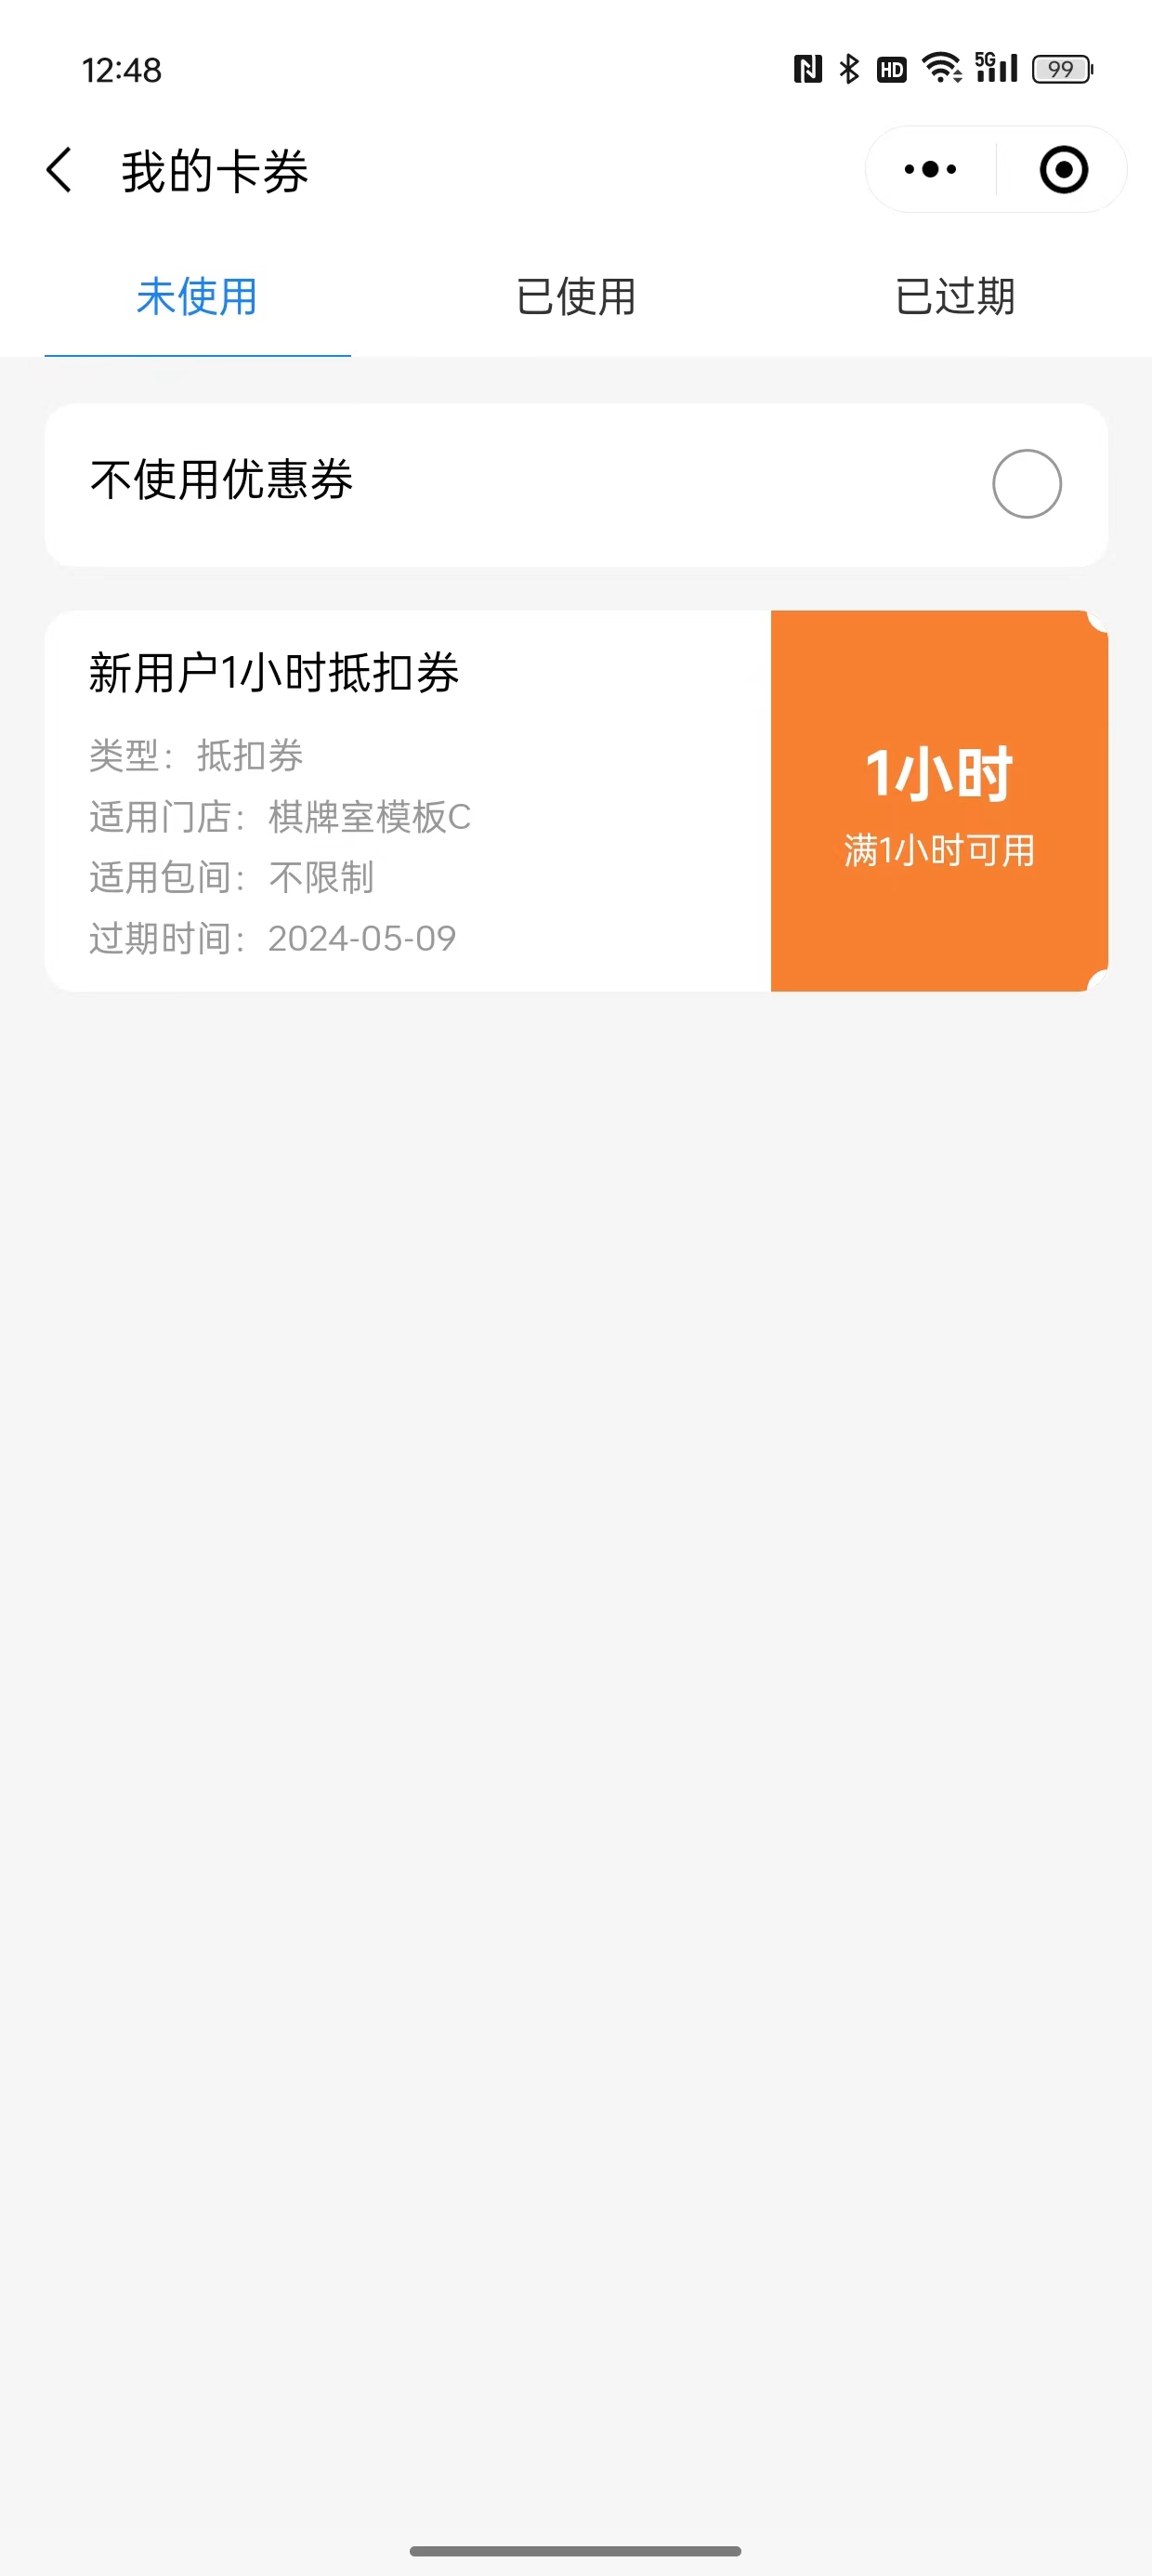 12:48
HD
5G
99
我的卡券
未使用
已使用
已过期
不使用优惠券
新用户1小时抵扣券
类型：抵扣券
适用门店：棋牌室模板C
适用包间：不限制
过期时间：2024-05-09
1小时
满1小时可用